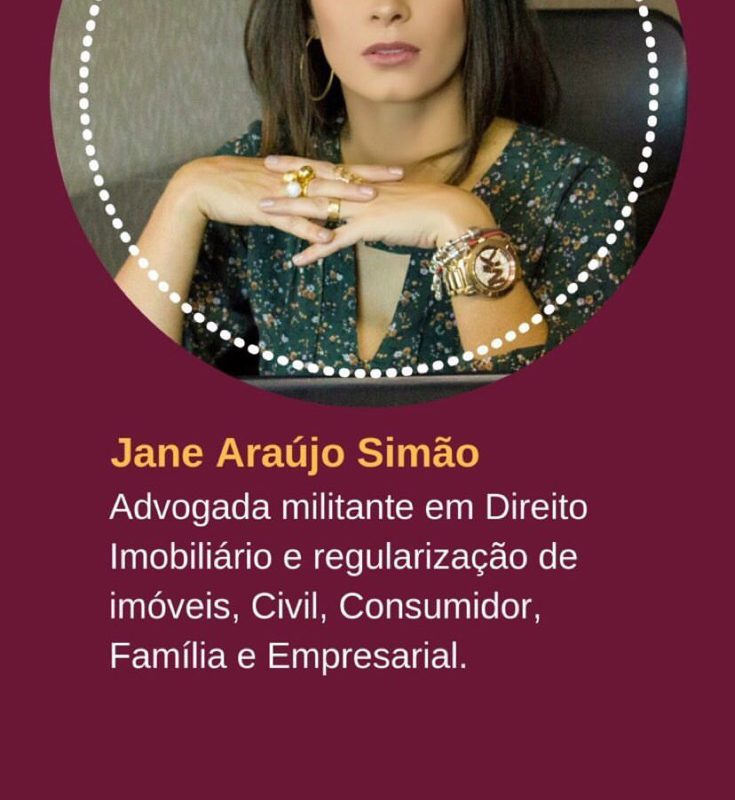 Jane Araújo Simão
Advogada militante em Direito
Imobiliário e regularização de
imóveis, Civil, Consumidor,
Família e Empresarial.